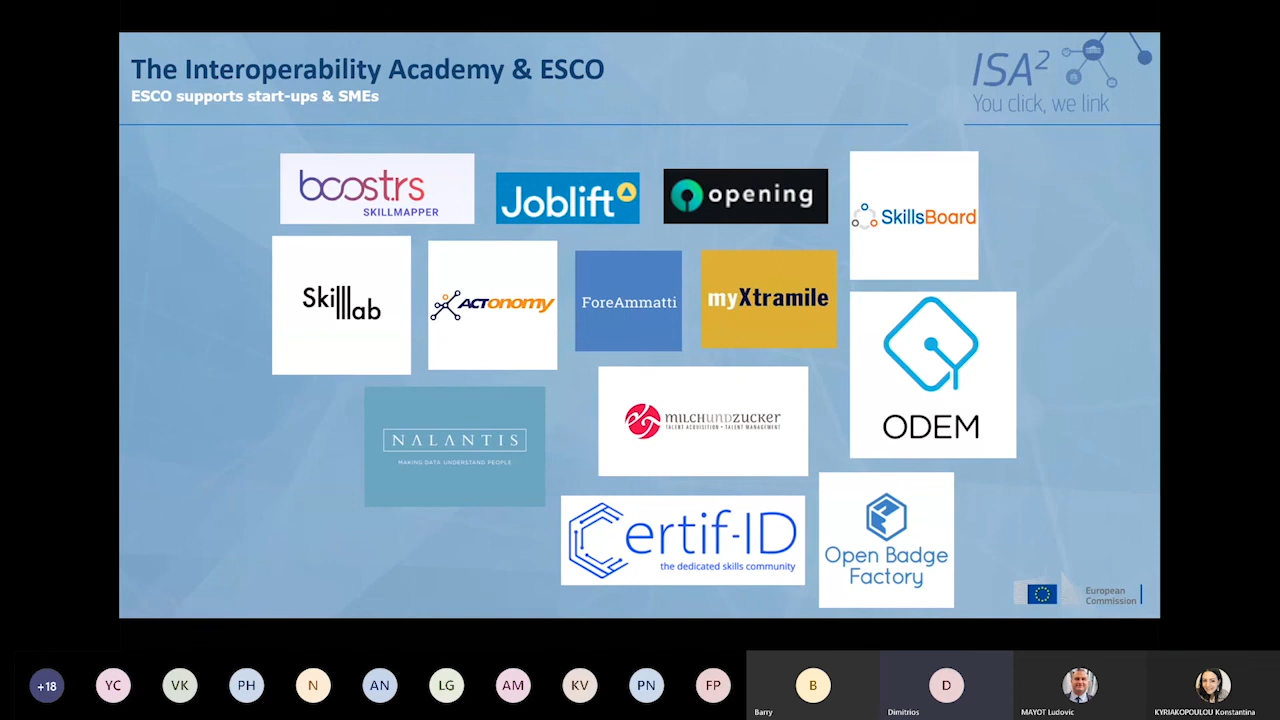 The Interoperability Academy & ESCO
ESCO supports start-ups & SMEs
ISA²
You click, we link
boost.rs
SKILLMAPPER
Joblift
opening
SkillsBoard
Skilllab
ACTONOMY
ForeAmmatti
myXtramile
ODEM
NALANTIS
MAKING DATA UNDERSTAND PEOPLE
MILCHUNDZUCKER
TALENT ACQUISITION • TALENT MANAGEMENT
Certif-ID
the dedicated skills community
Open Badge
Factory
European
Commission
+18
YC
VK
PH
N
AN
LG
AM
KV
PN
FP
B
D
Barry
Dimitrios
MAYOT Ludovic
KYRIAKOPOULOU Konstantina